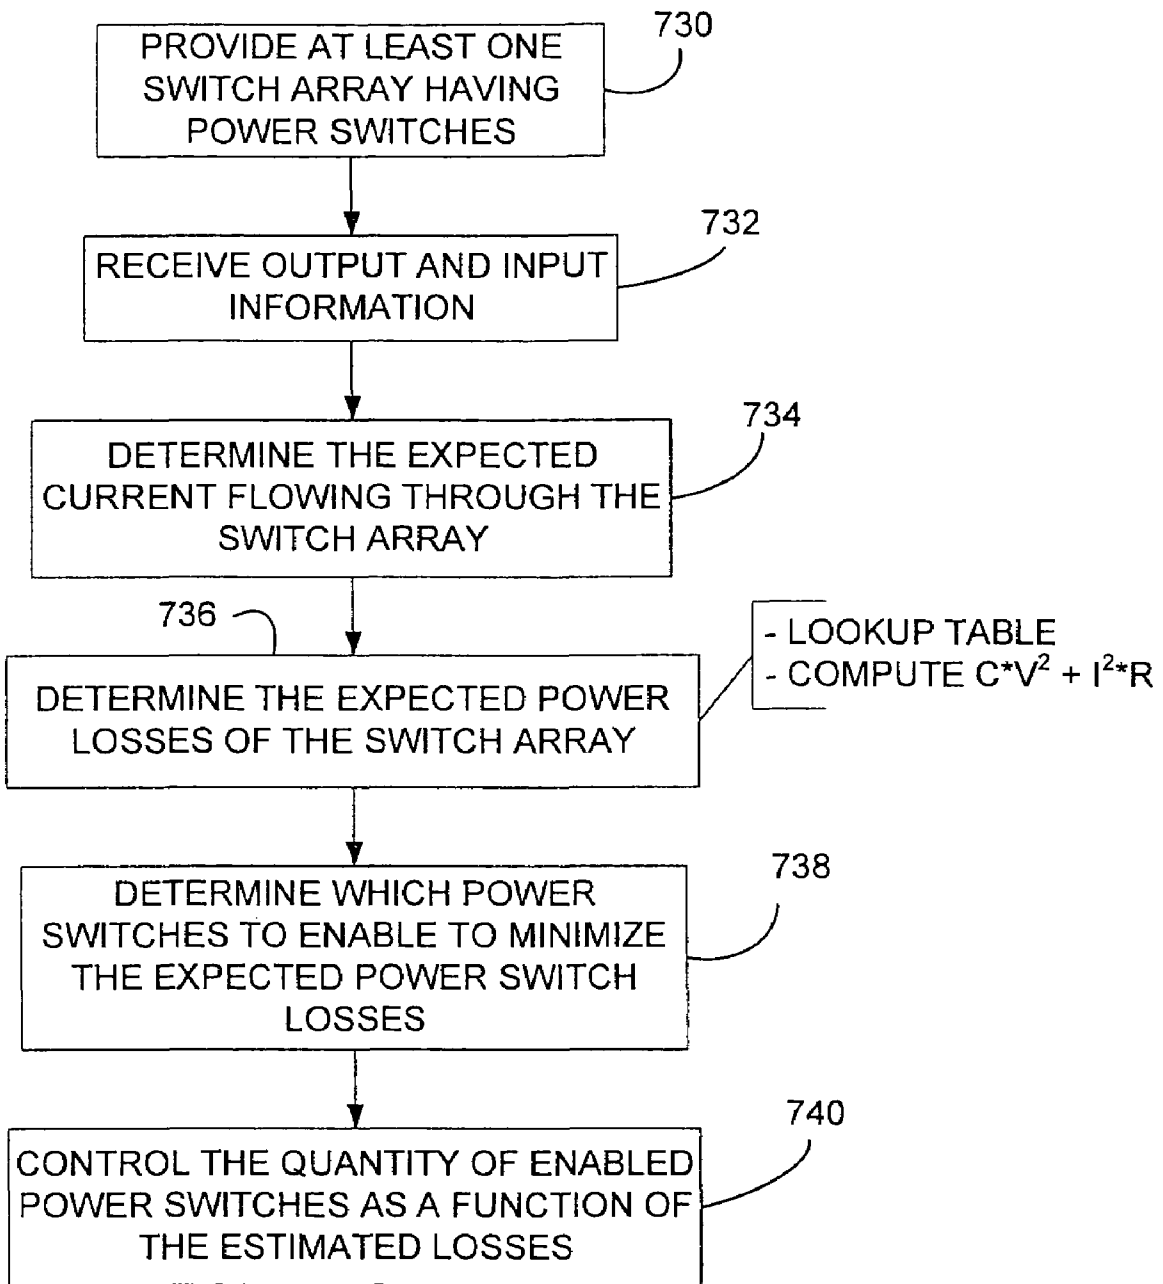 730
PROVIDE AT LEAST ONE
SWITCH ARRAY HAVING
POWER SWITCHES
732
RECEIVE OUTPUT AND INPUT
INFORMATION
734
DETERMINE THE EXPECTED
CURRENT FLOWING THROUGH THE
SWITCH ARRAY
736
DETERMINE THE EXPECTED POWER
LOSSES OF THE SWITCH ARRAY
- LOOKUP TABLE
- COMPUTE C*V² + I²*R
738
DETERMINE WHICH POWER
SWITCHES TO ENABLE TO MINIMIZE
THE EXPECTED POWER SWITCH
LOSSES
740
CONTROL THE QUANTITY OF ENABLED
POWER SWITCHES AS A FUNCTION OF
THE ESTIMATED LOSSES